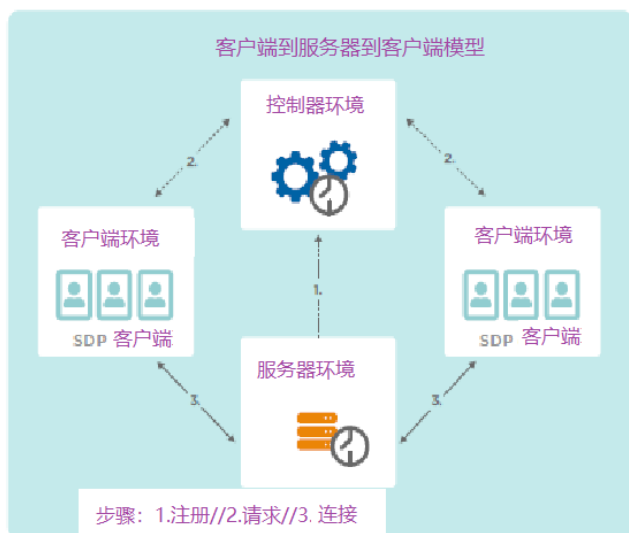 客户端到服务器到客户端模型
控制器环境
2.
2.
客户端环境
客户端环境
1.
SDP 客户端
SDP 客户端
服务器环境
3.
3.
步骤：1.注册//2.请求//3. 连接